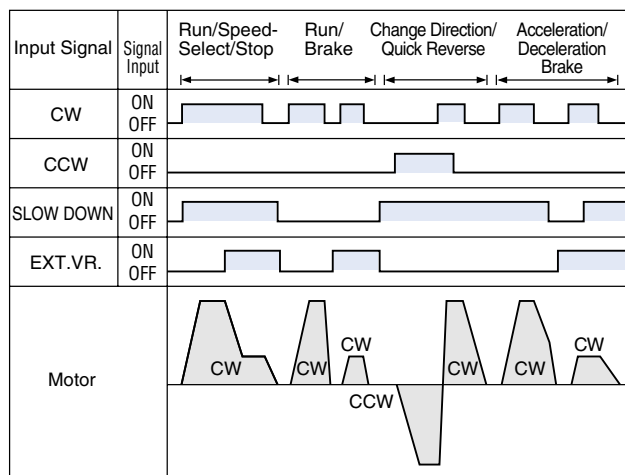 Input Signal
Signal
Input
Run/Speed-
Select/Stop
Run/
Brake
Change Direction/
Quick Reverse
Acceleration/
Deceleration
Brake
CW
ON
OFF
CCW
ON
OFF
SLOW DOWN
ON
OFF
EXT.VR.
ON
OFF
Motor
CW
CW
CW
CCW
CW
CW
CW